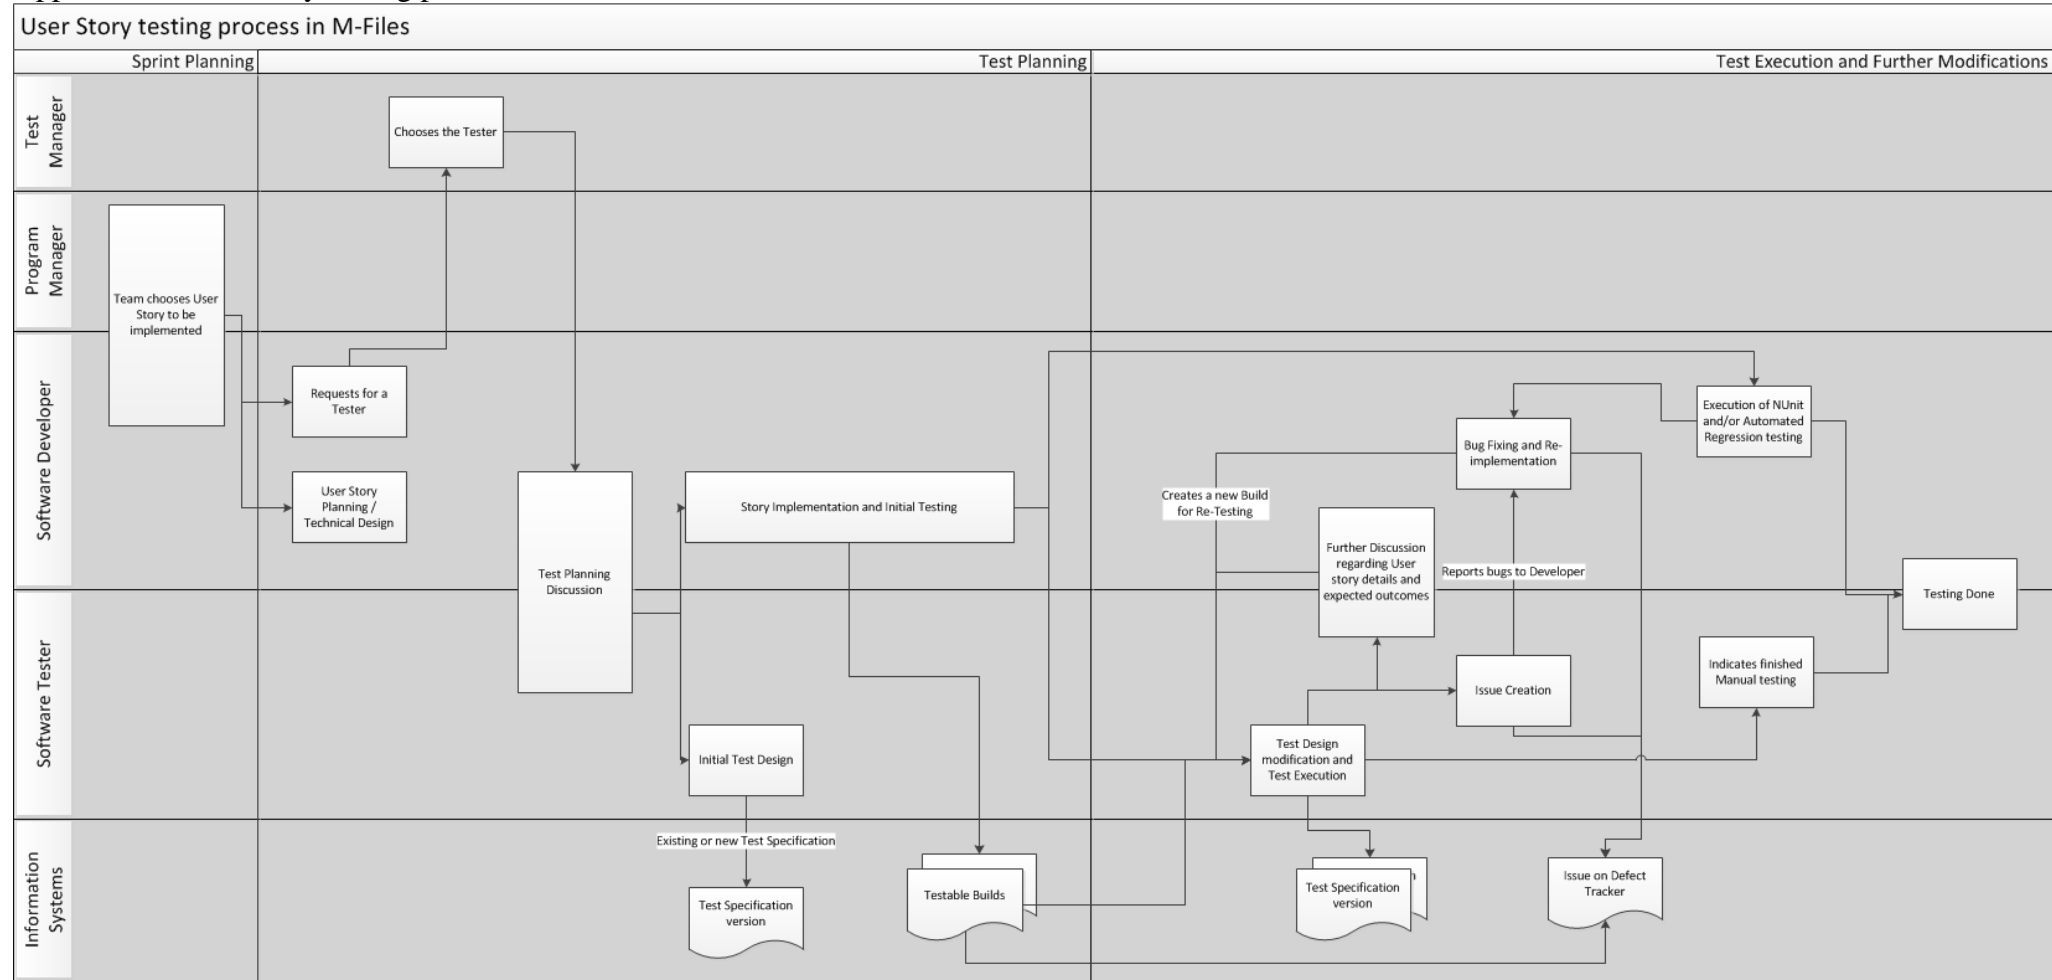 User Story testing process in M-Files
Sprint Planning
Test Planning
Test Execution and Further Modifications
Test
Manager
Chooses the Tester
Program
Manager
Team chooses User
Story to be
implemented
Software Developer
Requests for a
Tester
User Story
Planning /
Technical Design
Test Planning
Discussion
Story Implementation and Initial Testing
Creates a new Build
for Re-Testing
Further Discussion
regarding User
story details and
expected outcomes
Bug Fixing and Re-
implementation
Reports bugs to Developer
Execution of NUnit
and/or Automated
Regression testing
Testing Done
Software Tester
Initial Test Design
Test Design
modification and
Test Execution
Issue Creation
Indicates finished
Manual testing
Information
Systems
Existing or new Test Specification
Test Specification
version
Testable Builds
Test Specification
version
Issue on Defect
Tracker